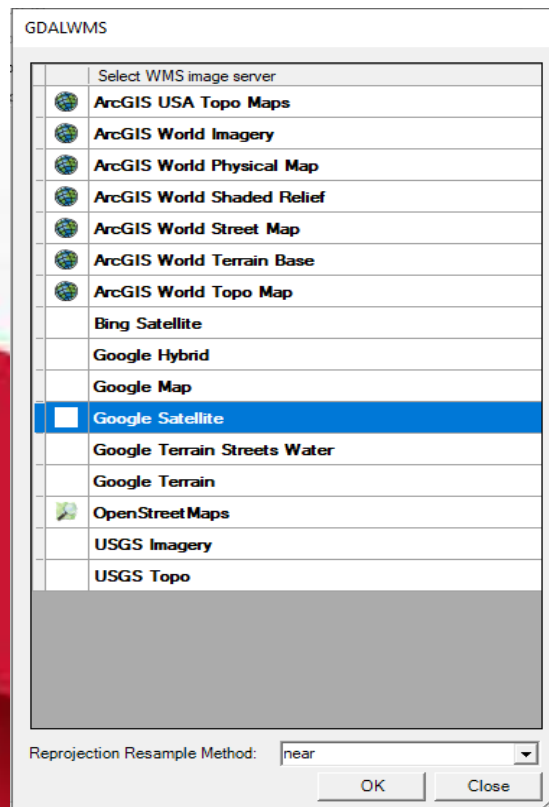 GDALWMS
Select WMS image server
ArcGIS USA Topo Maps
ArcGIS World Imagery
ArcGIS World Physical Map
ArcGIS World Shaded Relief
ArcGIS World Street Map
ArcGIS World Terrain Base
ArcGIS World Topo Map
Bing Satellite
Google Hybrid
Google Map
Google Satellite
Google Terrain Streets Water
Google Terrain
OpenStreetMaps
USGS Imagery
USGS Topo
Reprojection Resample Method: near
OK Close